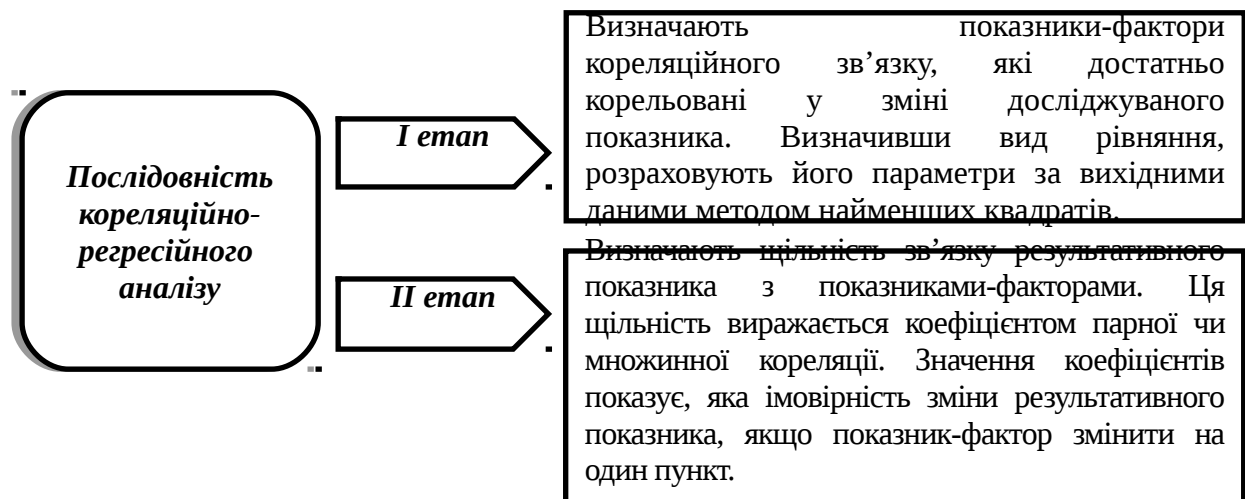 Послідовність
кореляційно-
регресійного
аналізу
I етап
Визначають показники-фактори
кореляційного зв’язку, які достатньо
корельовані у зміні досліджуваного
показника. Визначивши вид рівняння,
розраховують його параметри за вихідними
даними методом найменших квадратів.
II етап
Визначають щільність зв’язку результативного
показника з показниками-факторами. Ця
щільність виражається коефіцієнтом парної чи
множинної кореляції. Значення коефіцієнтів
показує, яка імовірність зміни результативного
показника, якщо показник-фактор змінити на
один пункт.